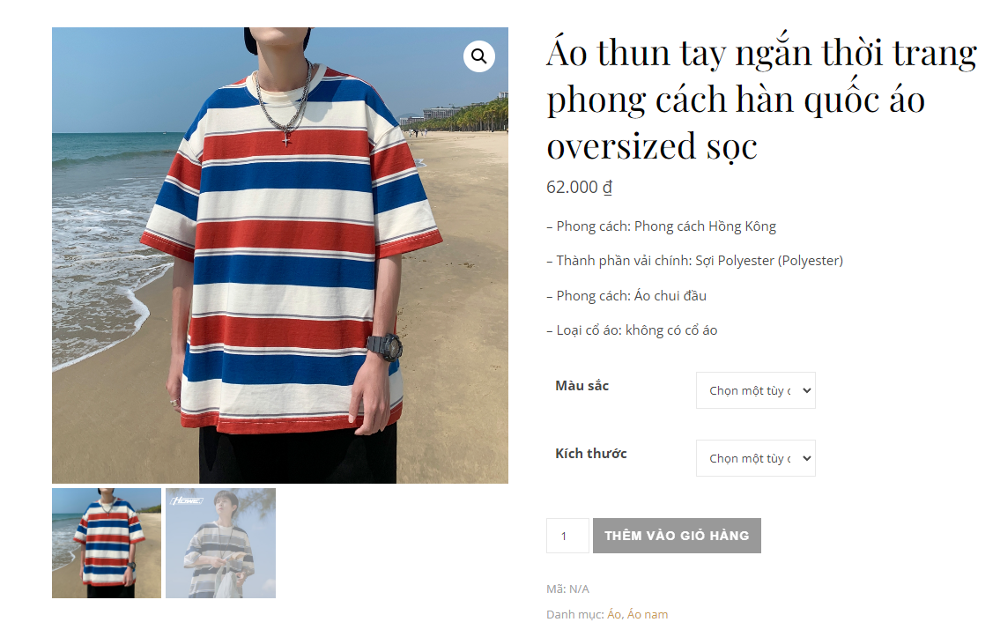 Áo thun tay ngắn thời trang
phong cách hàn quốc áo
oversized sọc
62.000 ₫
– Phong cách: Phong cách Hồng Kông
– Thành phần vải chính: Sợi Polyester (Polyester)
– Phong cách: Áo chui đầu
– Loại cổ áo: không có cổ áo
Màu sắc
Chọn một tùy c
Kích thước
Chọn một tùy c
1
THÊM VÀO GIỎ HÀNG
Mã: N/A
Danh mục: Áo, Áo nam